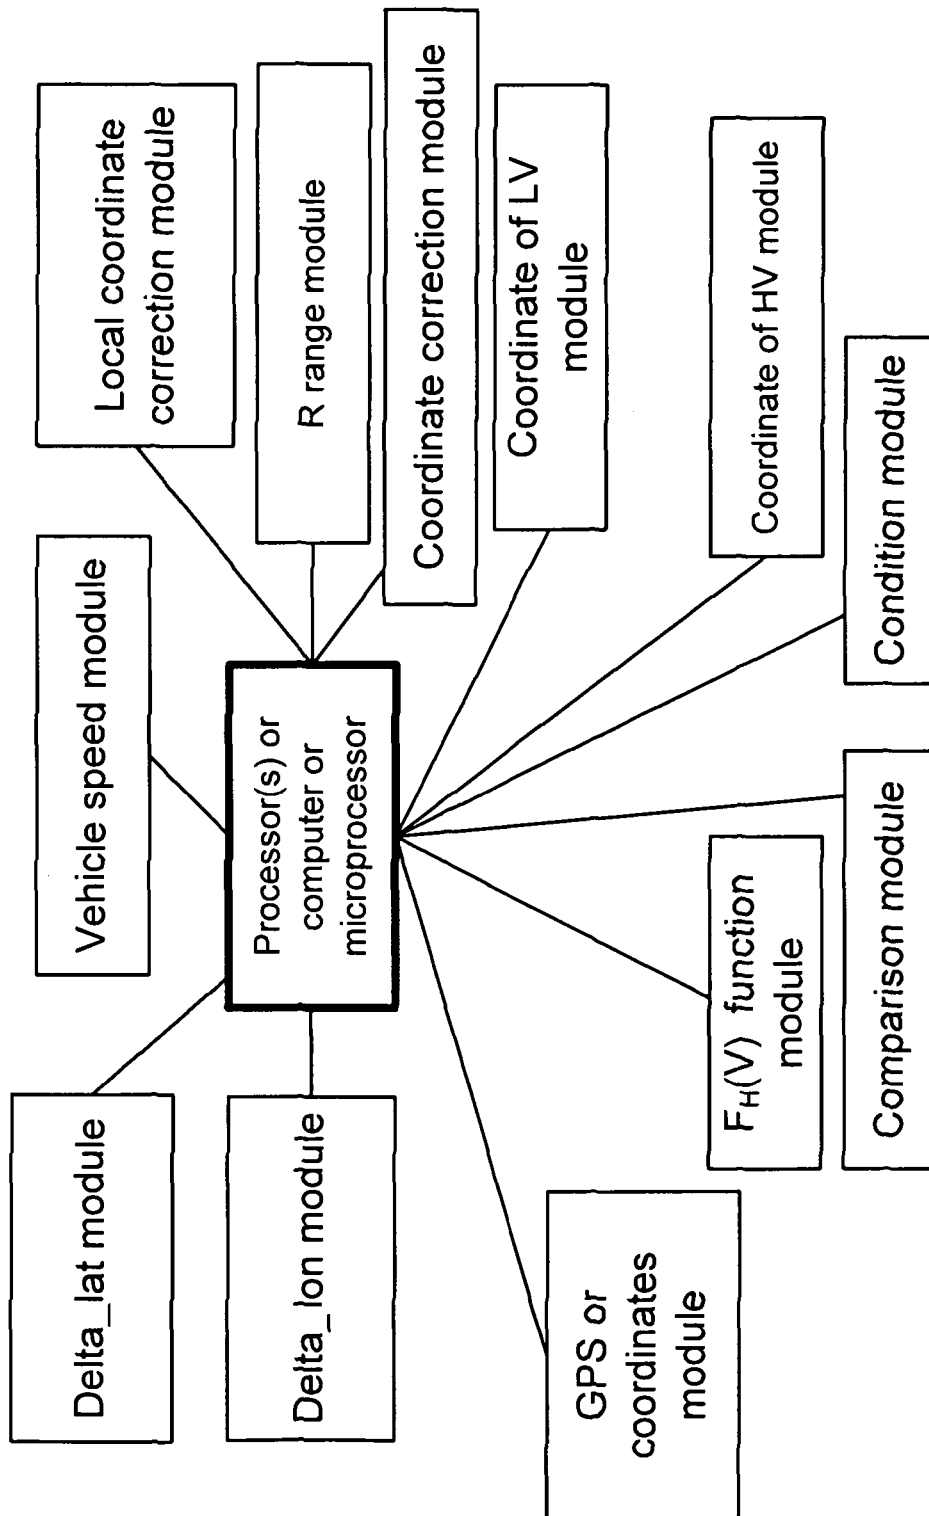 Delta_lat module
Vehicle speed module
Local coordinate
correction module
Delta_lon module
Processor(s) or
computer or
microprocessor
R range module
Coordinate correction module
GPS or
coordinates
module
Coordinate of LV
module
F_H(V) function
module
Coordinate of HV module
Comparison module
Condition module